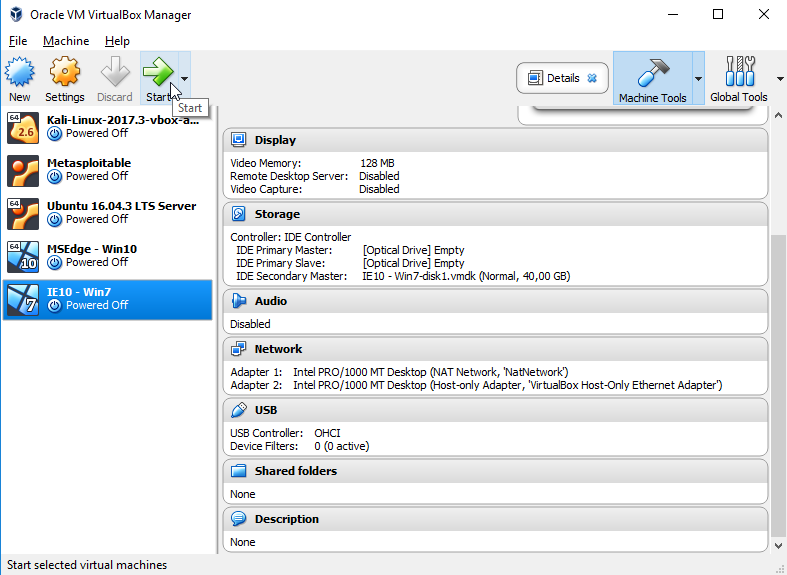 Oracle VM VirtualBox Manager
File Machine Help
New Settings Discard Start Details Machine Tools Global Tools
Start
64 2.6 Kali-Linux-2017.3-vbox-a...
Powered Off
Metasploitable
Powered Off
64 Ubuntu 16.04.3 LTS Server
Powered Off
64 10 MSEdge - Win10
Powered Off
7 IE10 - Win7
Powered Off
Display
Video Memory: 128 MB
Remote Desktop Server: Disabled
Video Capture: Disabled
Storage
Controller: IDE Controller
IDE Primary Master: [Optical Drive] Empty
IDE Primary Slave: [Optical Drive] Empty
IDE Secondary Master: IE10 - Win7-disk1.vmdk (Normal, 40,00 GB)
Audio
Disabled
Network
Adapter 1: Intel PRO/1000 MT Desktop (NAT Network, 'NatNetwork')
Adapter 2: Intel PRO/1000 MT Desktop (Host-only Adapter, 'VirtualBox Host-Only Ethernet Adapter')
USB
USB Controller: OHCI
Device Filters: 0 (0 active)
Shared folders
None
Description
None
Start selected virtual machines